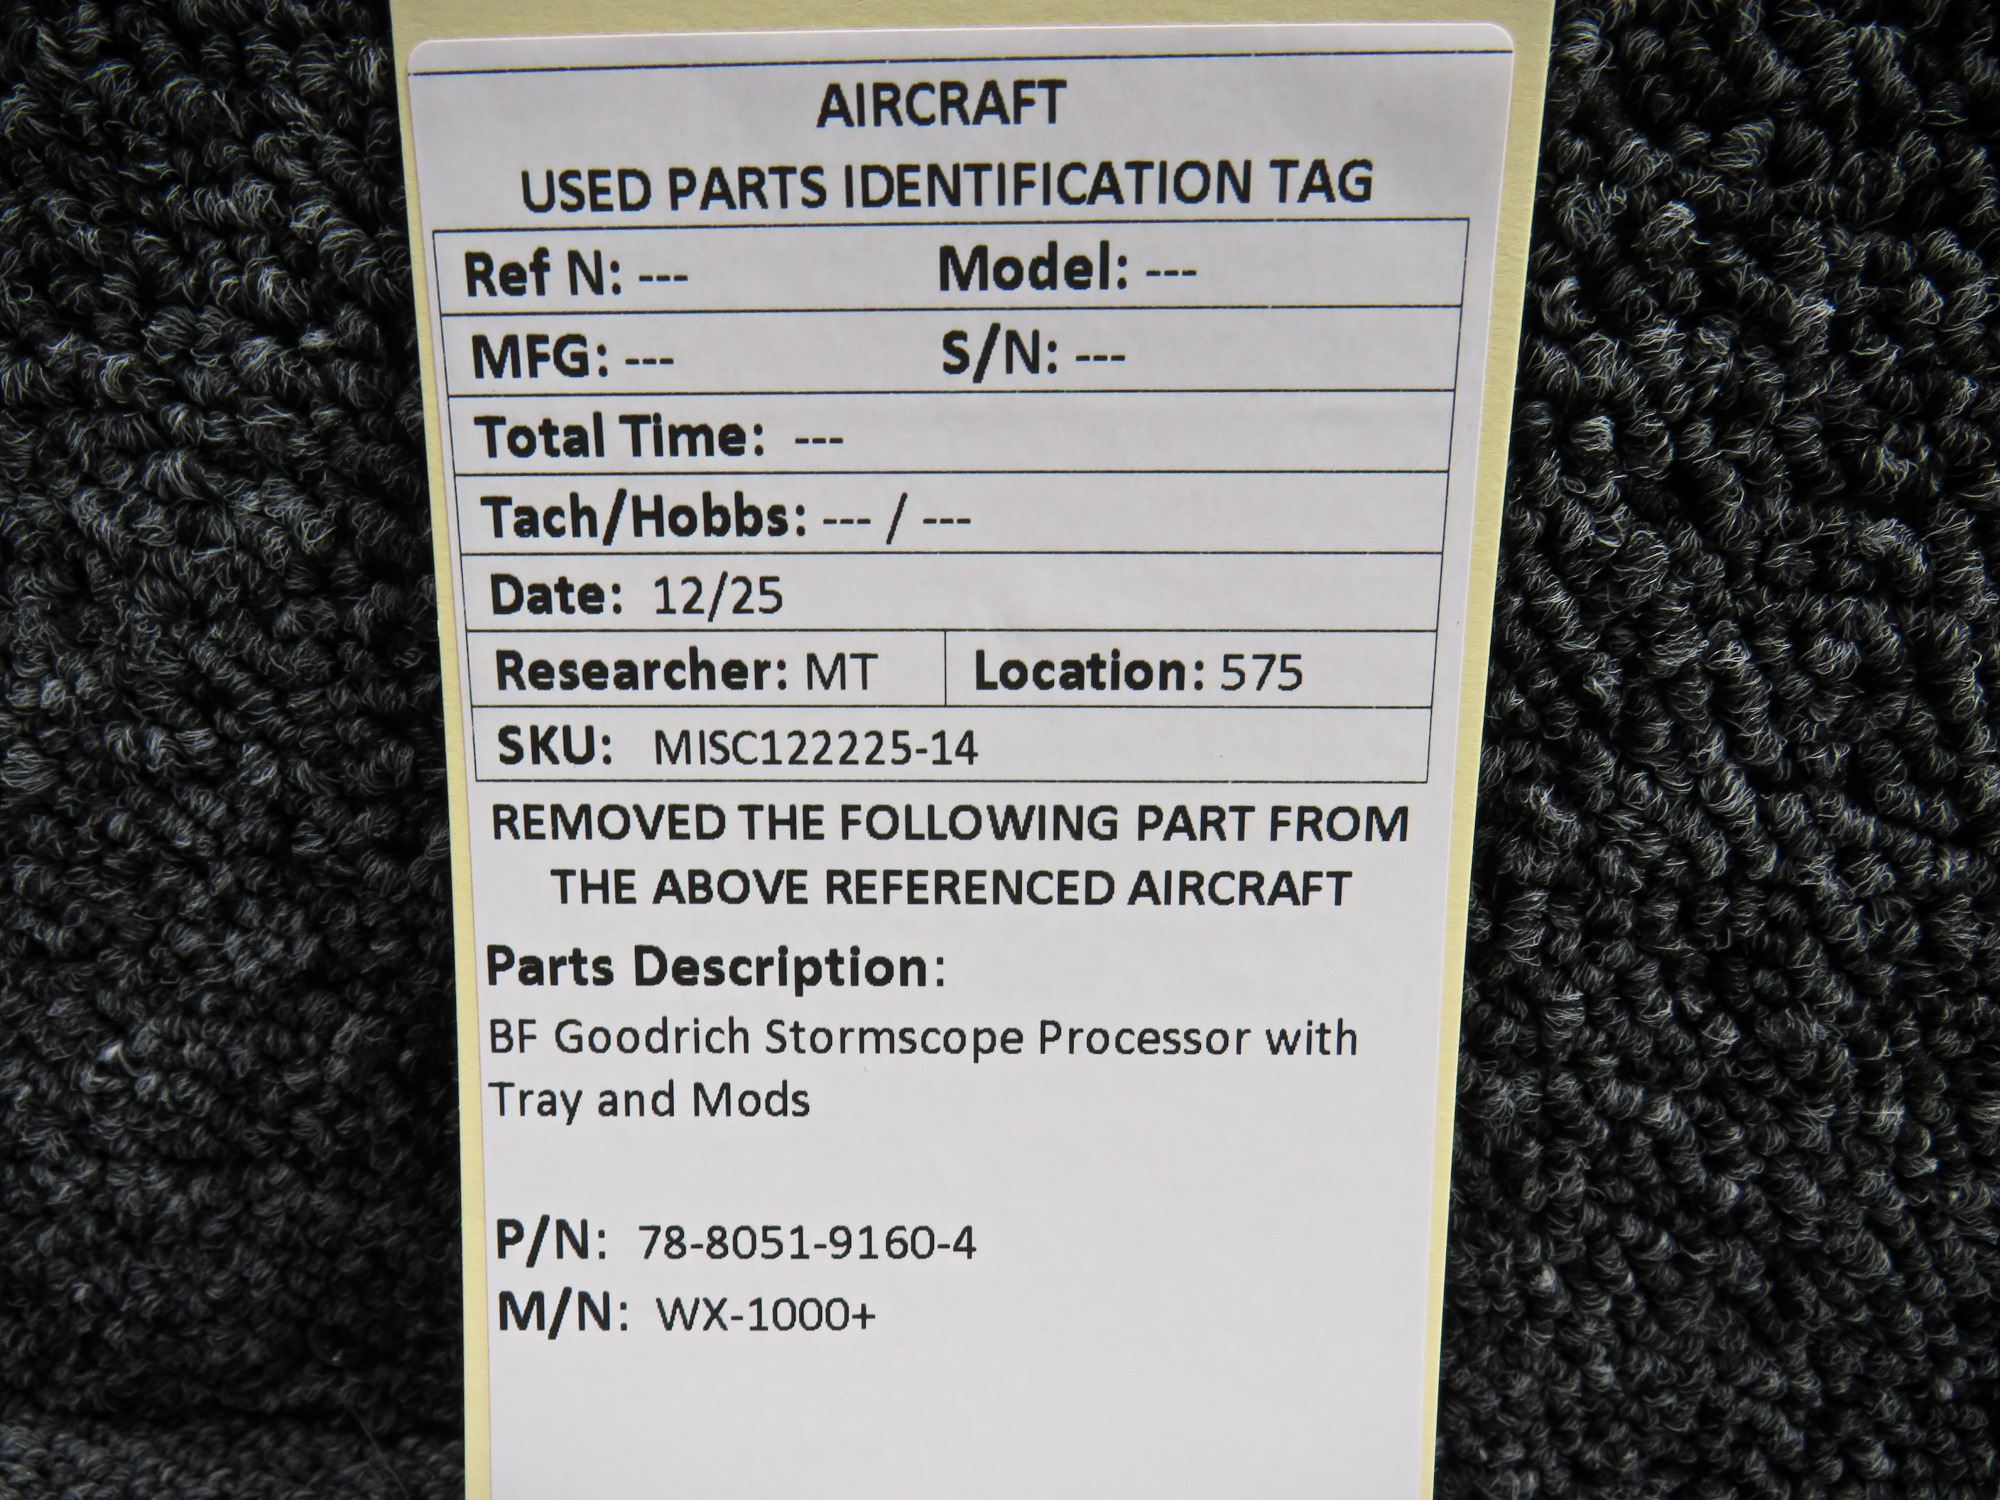 AIRCRAFT
USED PARTS IDENTIFICATION TAG
Ref N: --- Model: ---
MFG: --- S/N: ---
Total Time: ---
Tach/Hobbs: --- / ---
Date: 12/25
Researcher: MT Location: 575
SKU: MISC122225-14
REMOVED THE FOLLOWING PART FROM
THE ABOVE REFERENCED AIRCRAFT
Parts Description:
BF Goodrich Stormscope Processor with
Tray and Mods
P/N: 78-8051-9160-4
M/N: WX-1000+